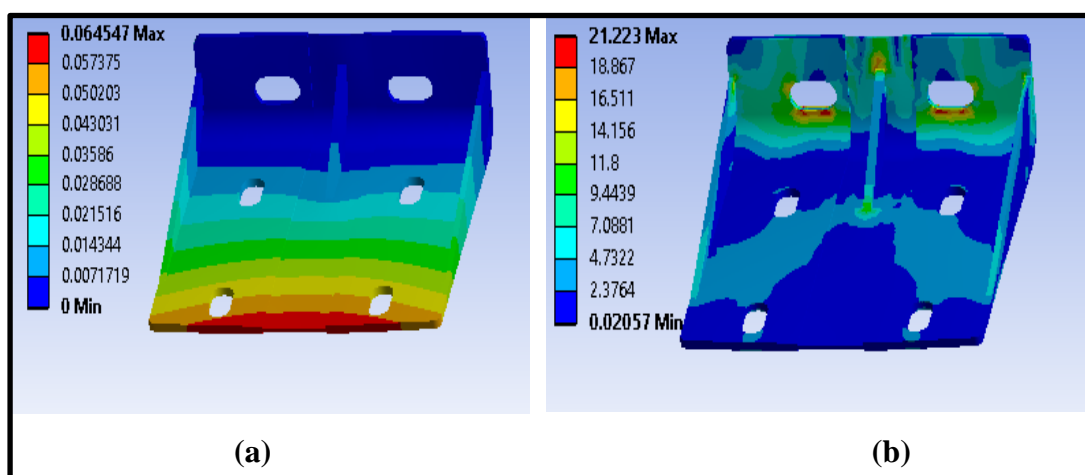 0.064547 Max
0.057375
0.050203
0.043031
0.03586
0.028688
0.021516
0.014344
0.0071719
0 Min
(a)
21.223 Max
18.867
16.511
14.156
11.8
9.4439
7.0881
4.7322
2.3764
0.02057 Min
(b)